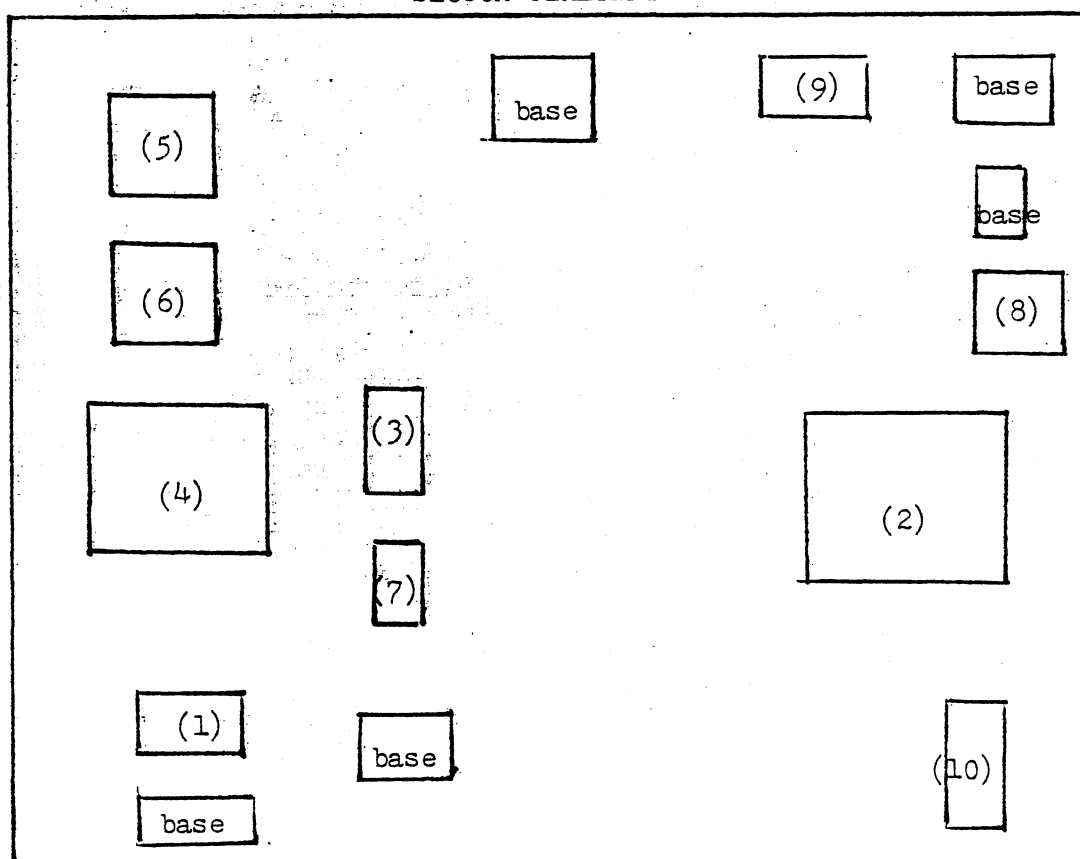 base
(9)
base
(5)
base
(6)
(8)
(3)
(4)
(2)
(7)
(1)
base
(10)
base